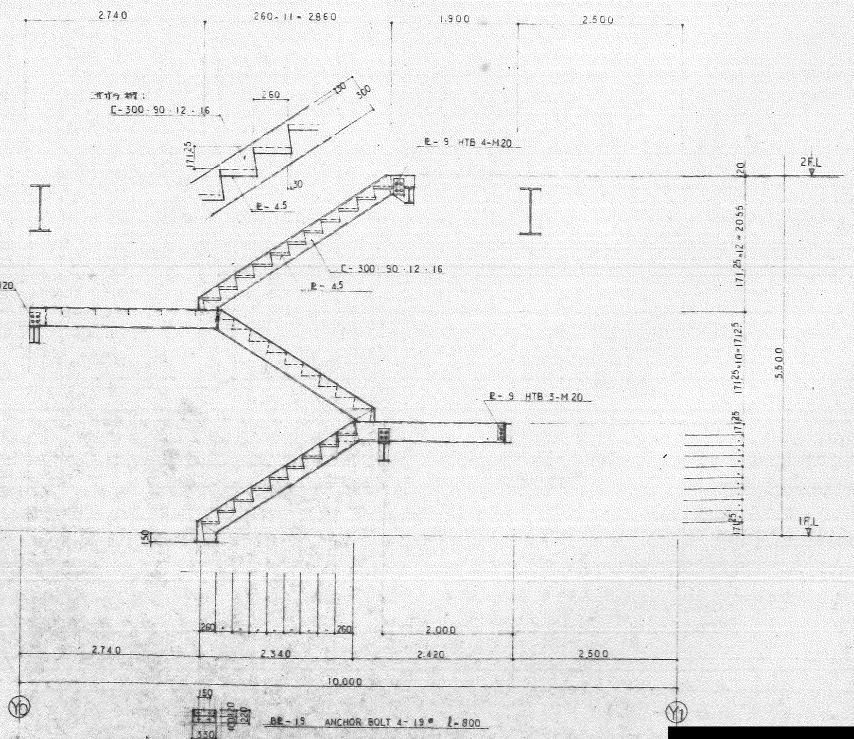 2.740
260 - 11 = 2.860
1.900
2.500
C-300·90·12·16
260
130
300
171.25
30
PL-4.5
PL-9 HTB 4-M20
2FL
20
171.25×12=2055
C-300·90·12·16
PL-4.5
171.25×10=1712.5
5.500
PL-9 HTB 3-M20
171.25
171.25
1FL
150
260
260
2.000
2.740
2.340
2.420
2.500
10.000
Y0
Y1
150
220
330
BPL-19 ANCHOR BOLT 4-19φ l=800